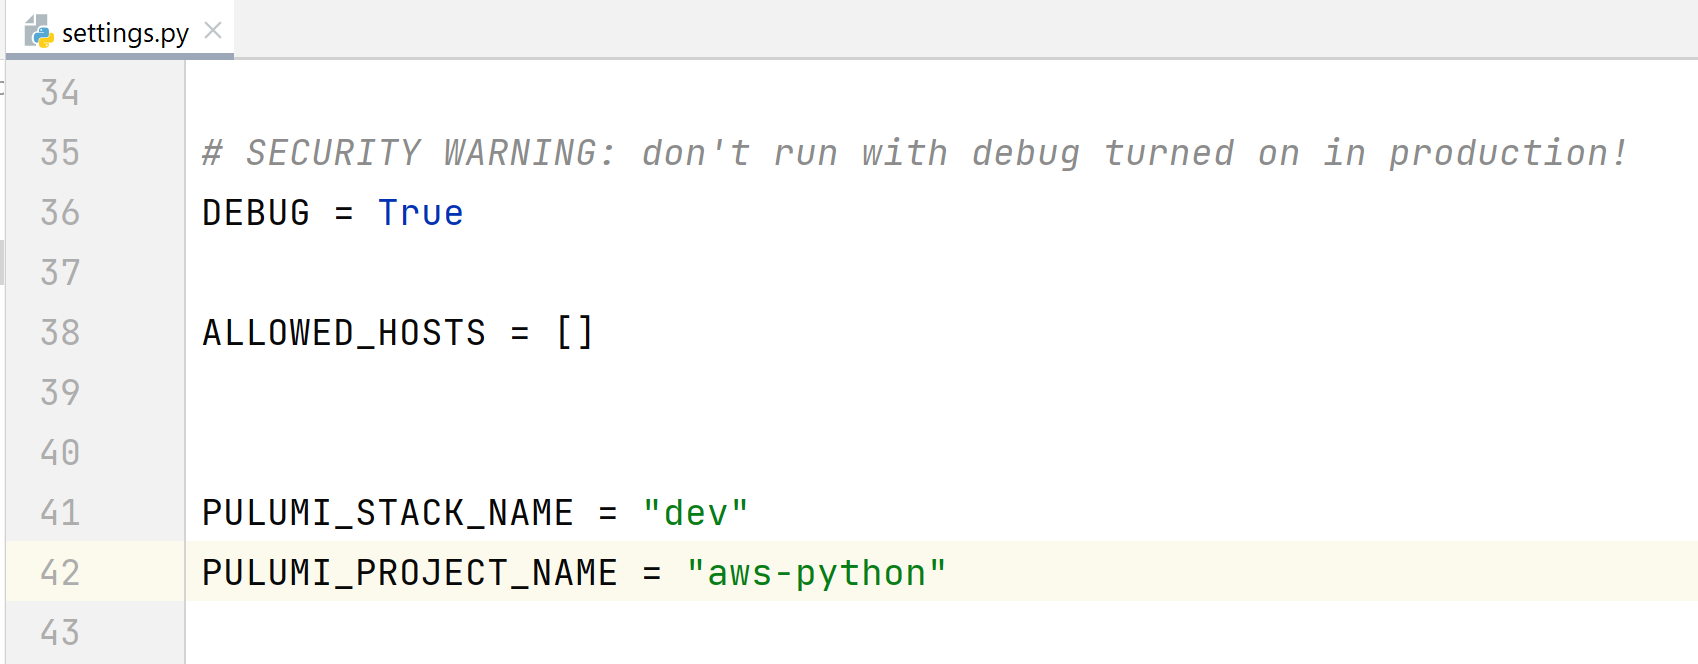 settings.py
34
35 # SECURITY WARNING: don't run with debug turned on in production!
36 DEBUG = True
37
38 ALLOWED_HOSTS = []
39
40
41 PULUMI_STACK_NAME = "dev"
42 PULUMI_PROJECT_NAME = "aws-python"
43